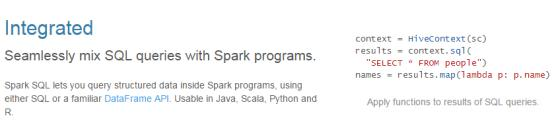 Integrated
Seamlessly mix SQL queries with Spark programs.
Spark SQL lets you query structured data inside Spark programs, using
either SQL or a familiar DataFrame API. Usable in Java, Scala, Python and
R.
context = HiveContext(sc)
results = context.sql(
"SELECT * FROM people")
names = results.map(lambda p: p.name)
Apply functions to results of SQL queries.